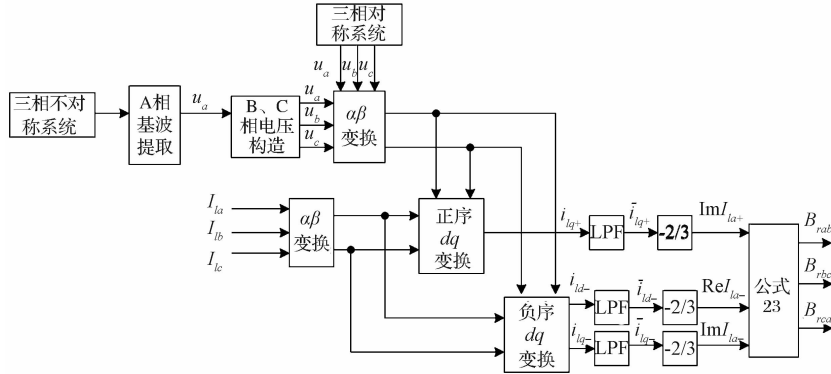 三相对
称系统
u_a u_b u_c
三相不对
称系统
A相
基波
提取
u_a
B、C
相电压
构造
u_a
u_b
u_c
αβ
变换
I_la
I_lb
I_lc
αβ
变换
正序
dq
变换
i_lq+
LPF
ī_lq+
-2/3
ImI_la+
负序
dq
变换
i_ld−
LPF
ī_ld−
-2/3
ReI_la−
i_lq−
LPF
ī_lq−
-2/3
ImI_la−
公式
23
B_rab
B_rbc
B_rca